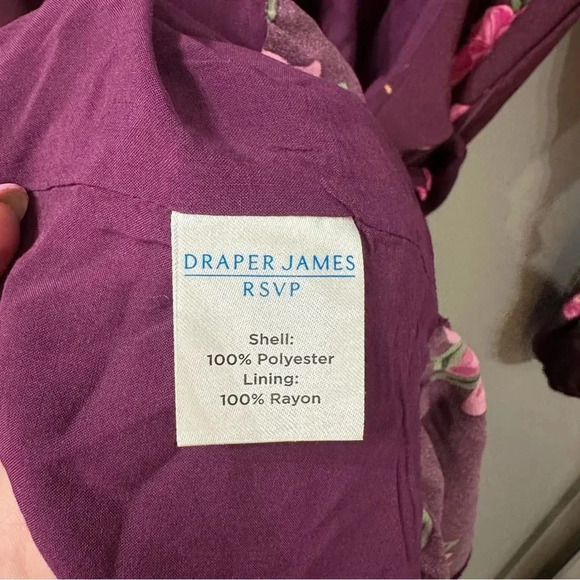 DRAPER JAMES
RSVP
Shell:
100% Polyester
Lining:
100% Rayon